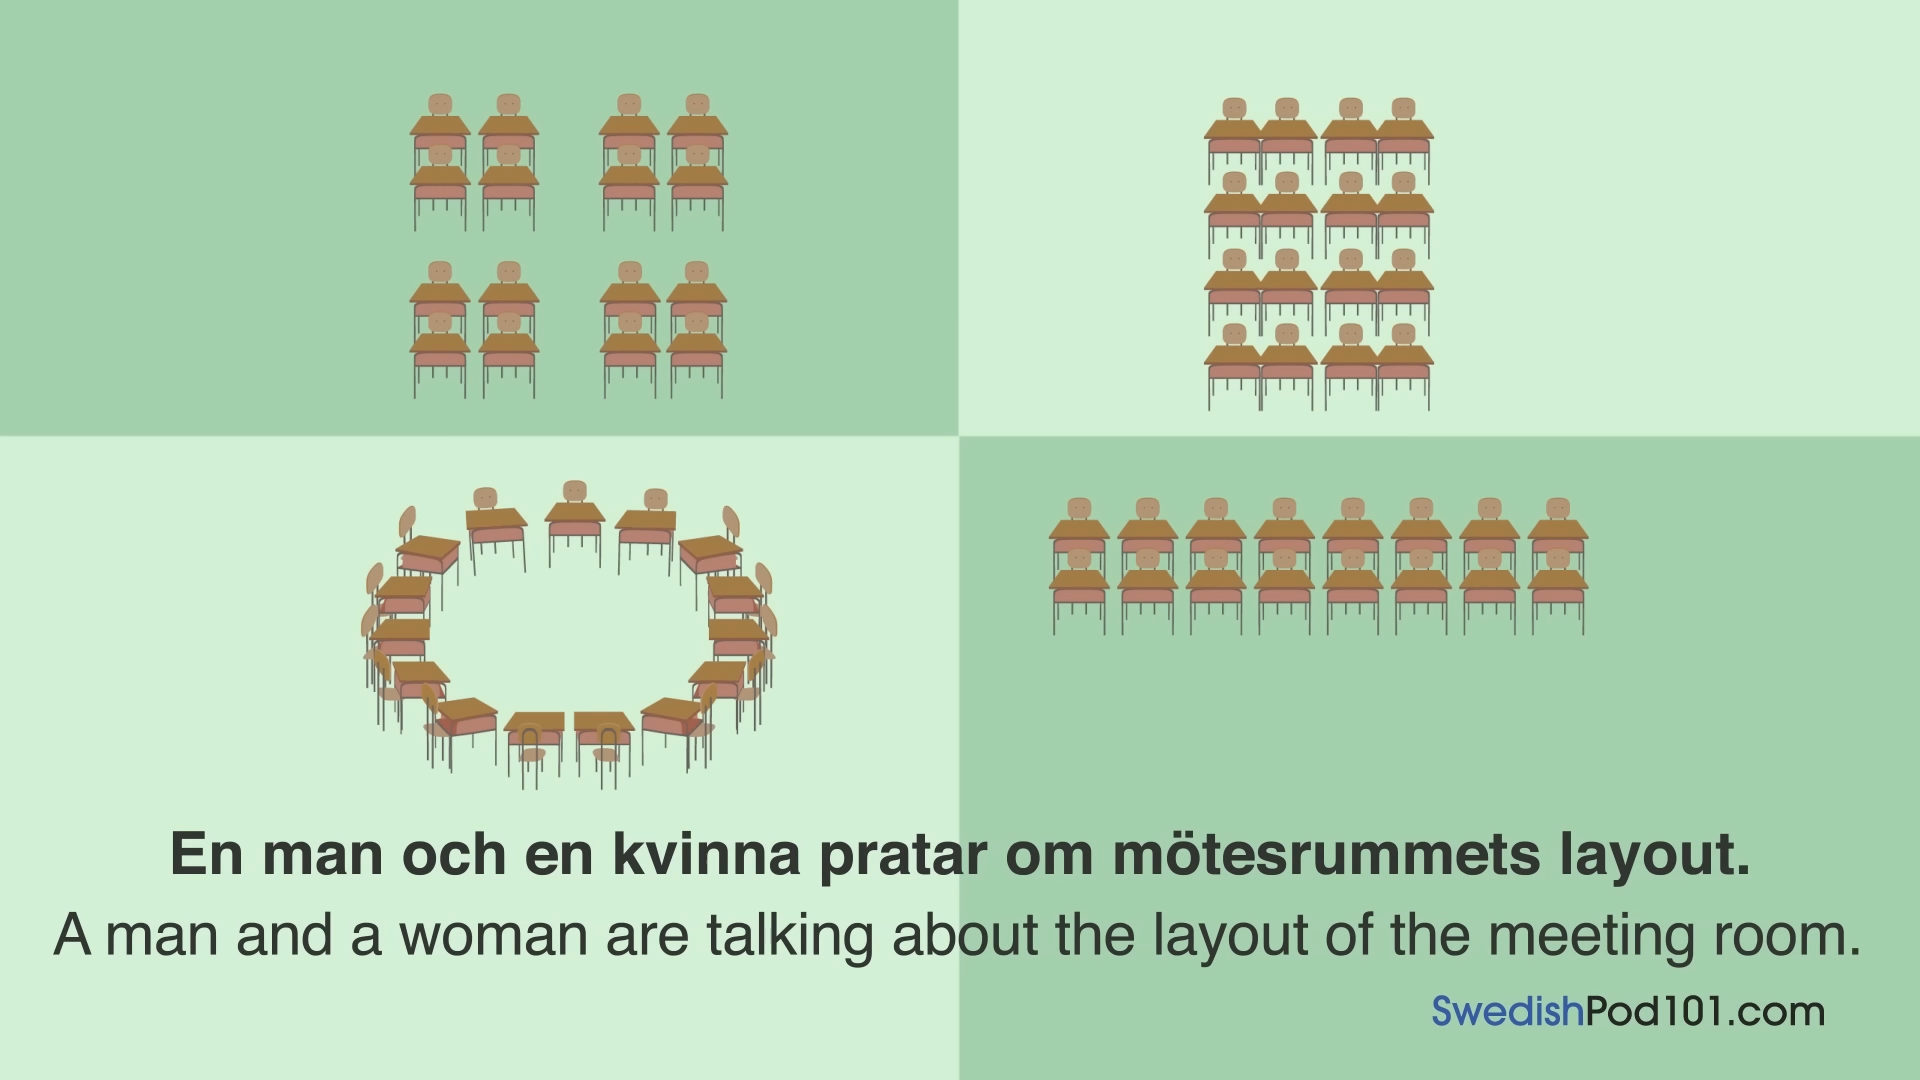 En man och en kvinna pratar om mötesrummets layout.
A man and a woman are talking about the layout of the meeting room.
SwedishPod101.com